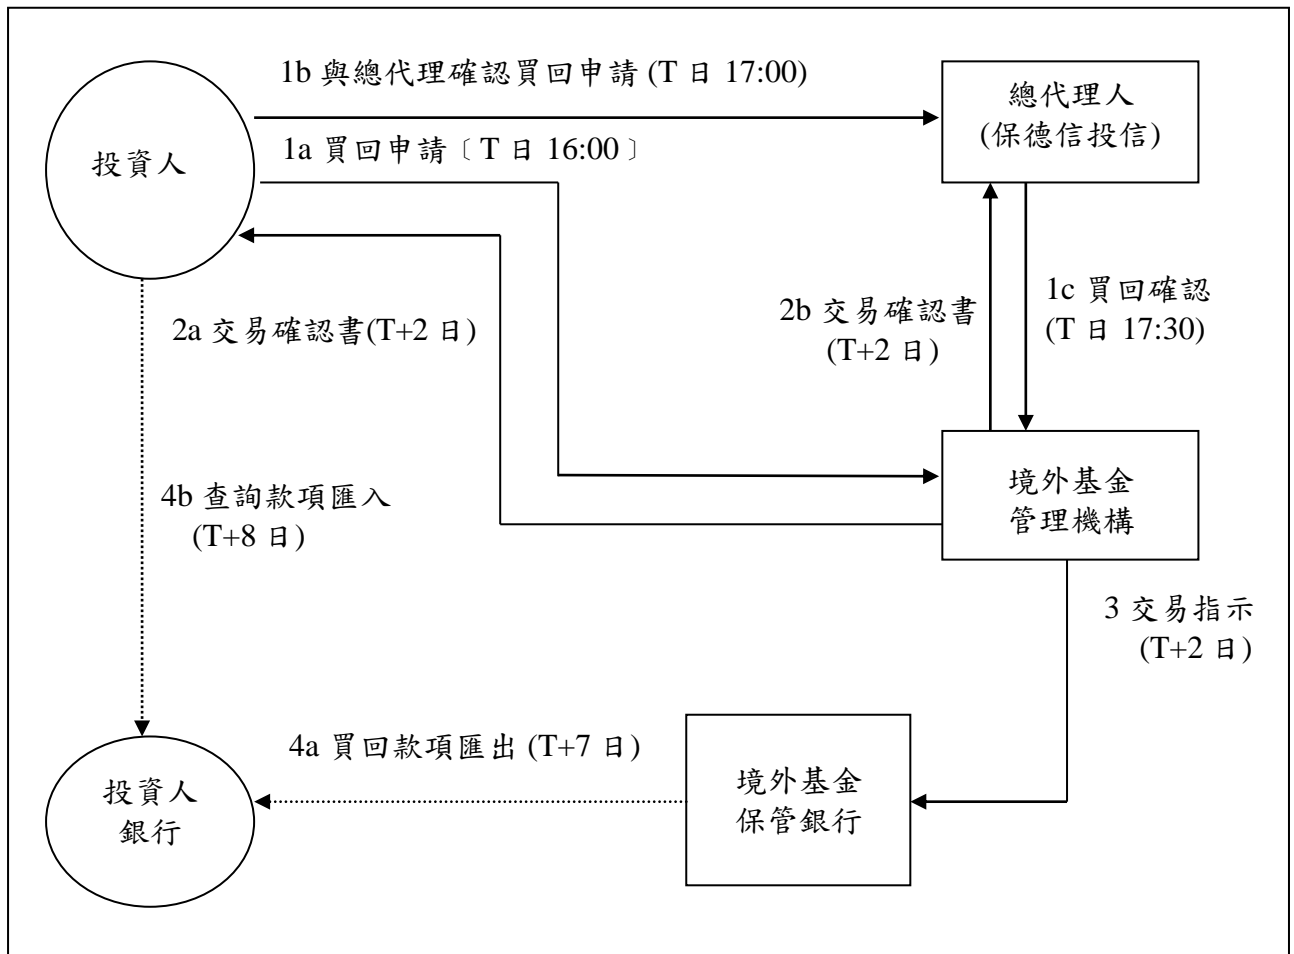 1b 與總代理確認買回申請 (T 日 17:00)
總代理人
(保德信投信)
投資人
1a 買回申請﹝T 日 16:00﹞
2a 交易確認書(T+2 日)
2b 交易確認書
(T+2 日)
1c 買回確認
(T 日 17:30)
4b 查詢款項匯入
(T+8 日)
境外基金
管理機構
3 交易指示
(T+2 日)
4a 買回款項匯出 (T+7 日)
投資人
銀行
境外基金
保管銀行